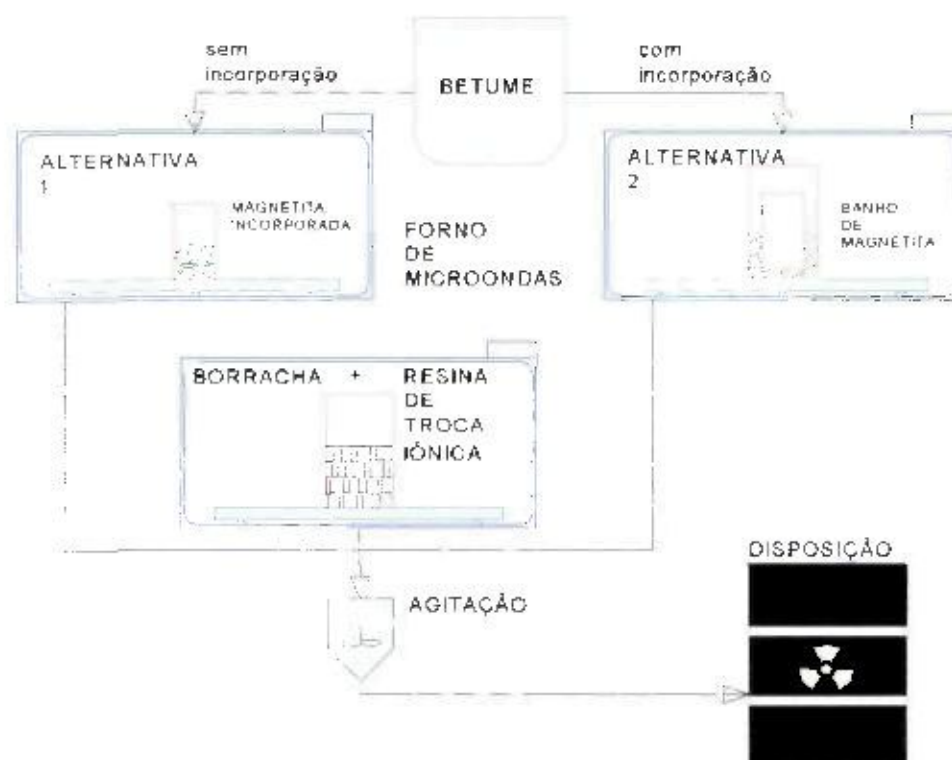 sem
incorporação
BETUME
com
incorporação
ALTERNATIVA
1
MAGNETITA
INCORPORADA
FORNO
DE
MICROONDAS
ALTERNATIVA
2
BANHO
DE
MAGNETITA
BORRACHA + RESINA
DE
TROCA
IÔNICA
AGITAÇÃO
DISPOSIÇÃO